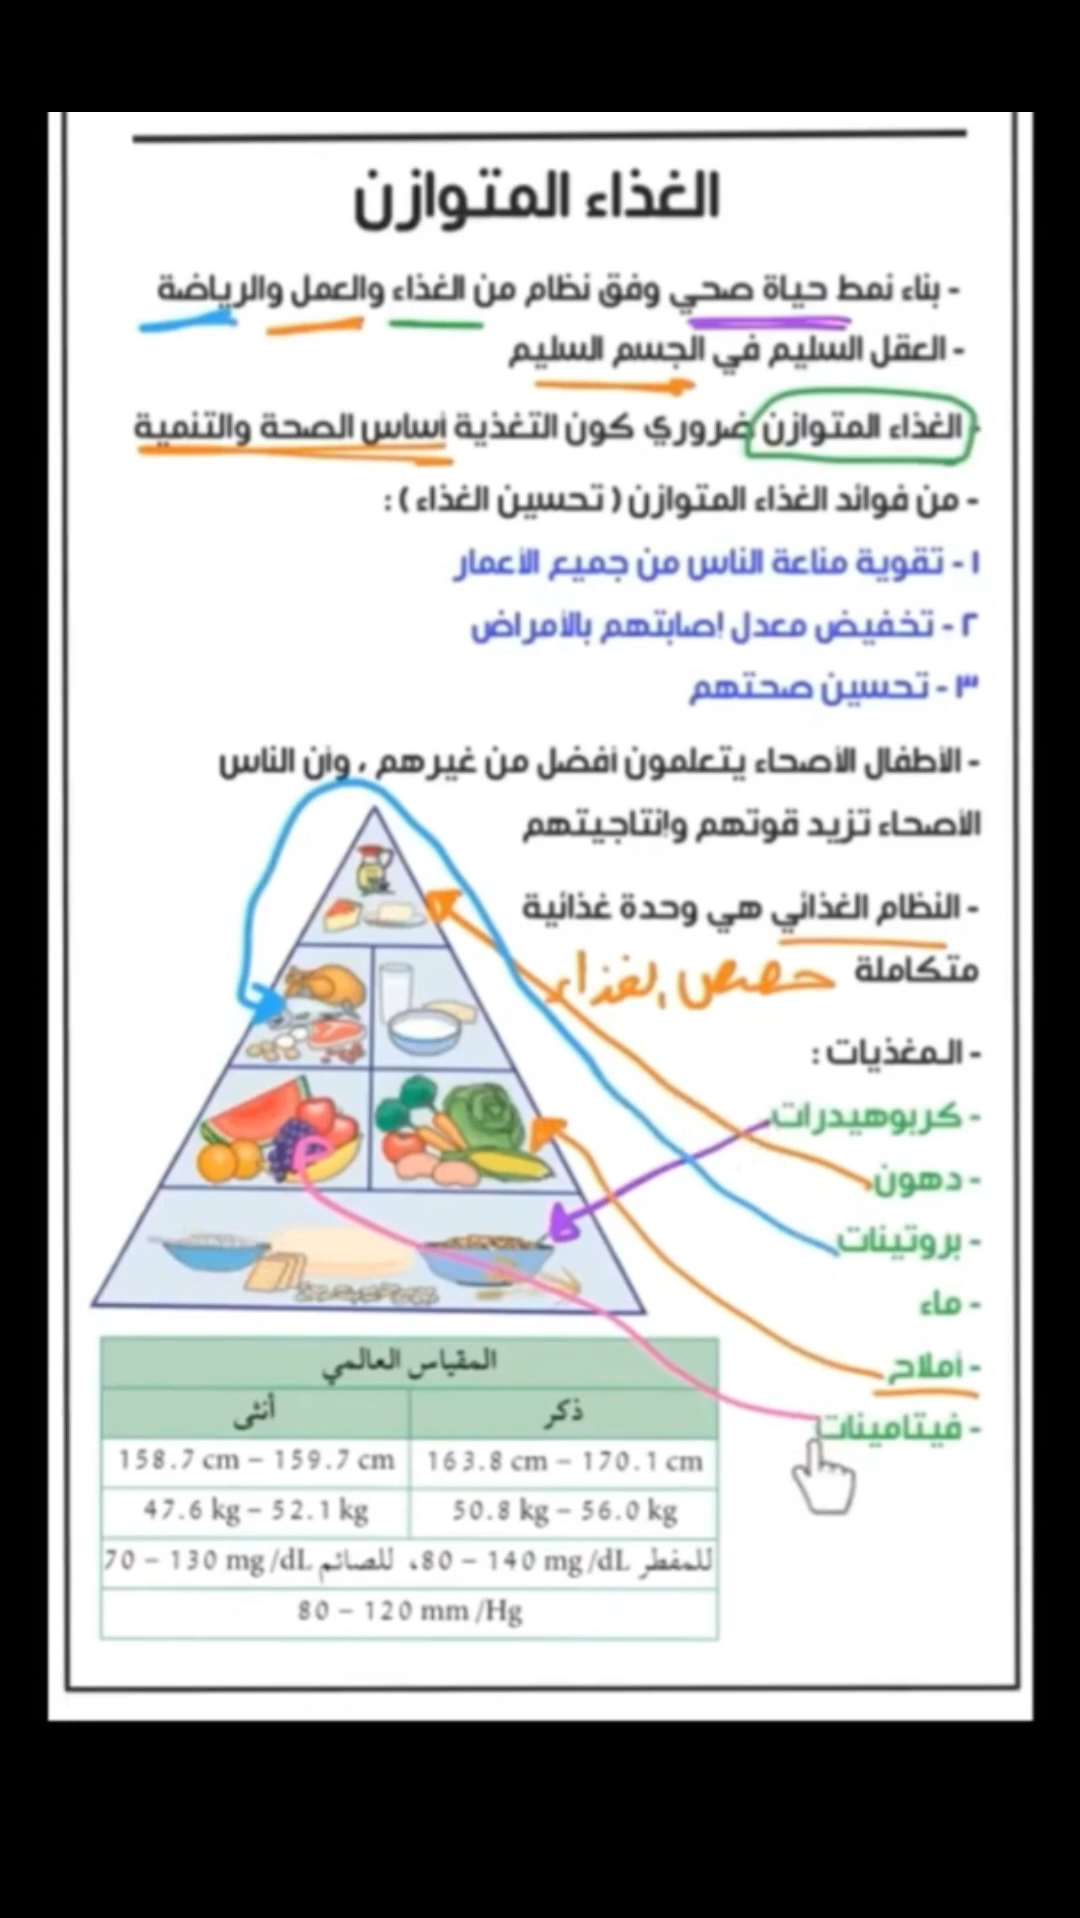 الغذاء المتوازن
- بناء نمط حياة صحي وفق نظام من الغذاء والعمل والرياضة
- العقل السليم في الجسم السليم
- الغذاء المتوازن ضروري كون التغذية أساس الصحة والتنمية
- من فوائد الغذاء المتوازن ( تحسين الغذاء ) :
١ - تقوية مناعة الناس من جميع الأعمار
٢ - تخفيض معدل إصابتهم بالأمراض
٣ - تحسين صحتهم
- الأطفال الأصحاء يتعلمون أفضل من غيرهم ، وأن الناس
الأصحاء تزيد قوتهم وإنتاجيتهم
- النظام الغذائي هي وحدة غذائية
متكاملة حصص الغذاء
- المغذيات :
- كربوهيدرات
- دهون
- بروتينات
- ماء
- أملاح
- فيتامينات
المقياس العالمي
ذكر أنثى
163.8 cm – 170.1 cm 158.7 cm – 159.7 cm
50.8 kg – 56.0 kg 47.6 kg – 52.1 kg
للمفطر 80 – 140 mg/dL، للصائم 70 – 130 mg/dL
80 – 120 mm/Hg